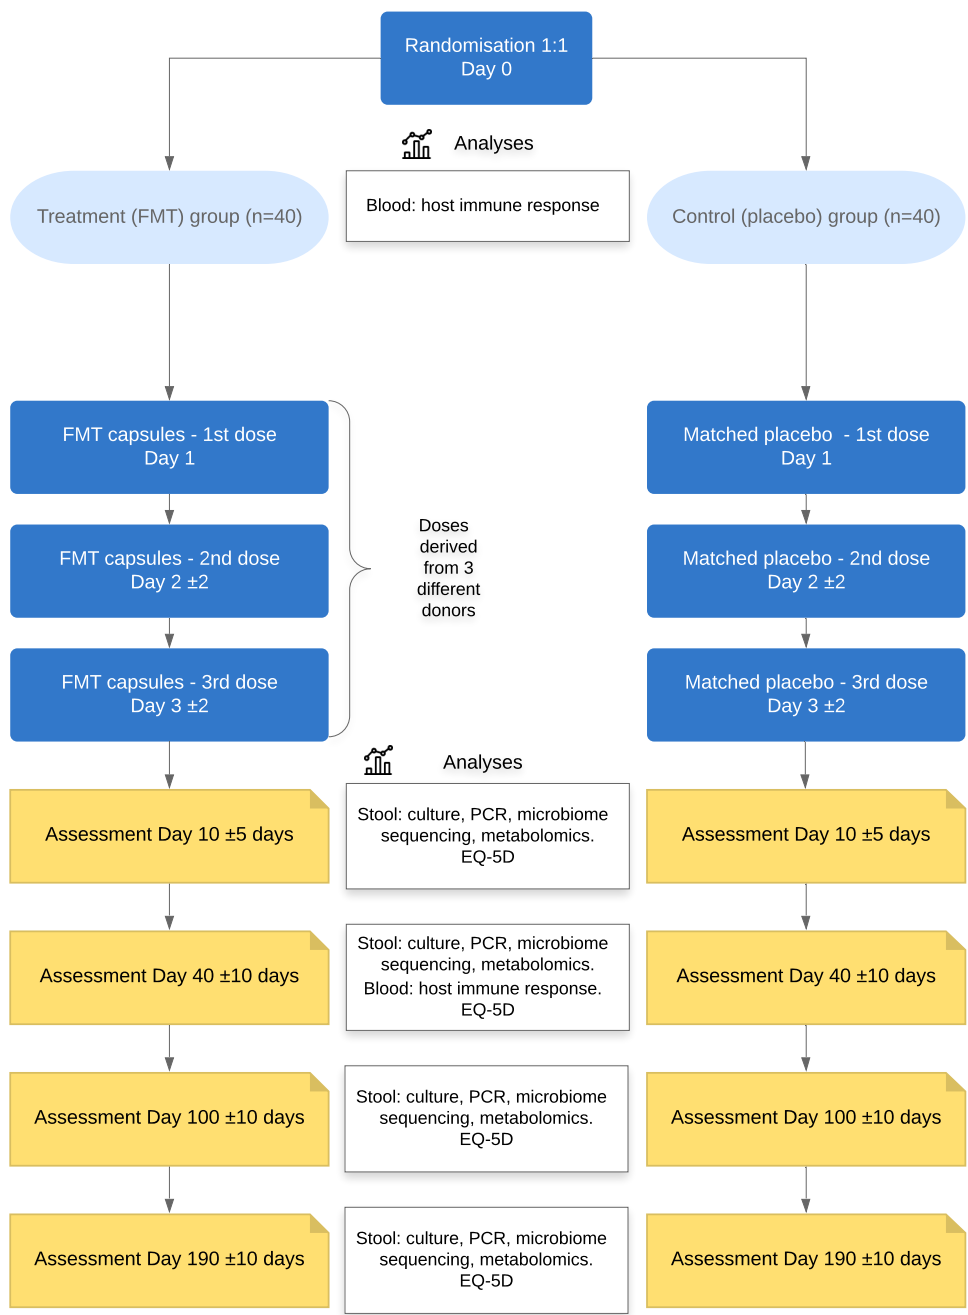 Randomisation 1:1
Day 0
Analyses
Treatment (FMT) group (n=40)
Blood: host immune response
Control (placebo) group (n=40)
FMT capsules - 1st dose
Day 1
Matched placebo  - 1st dose
Day 1
FMT capsules - 2nd dose
Day 2 ±2
Doses
derived
from 3
different
donors
Matched placebo - 2nd dose
Day 2 ±2
FMT capsules - 3rd dose
Day 3 ±2
Matched placebo - 3rd dose
Day 3 ±2
Analyses
Assessment Day 10 ±5 days
Stool: culture, PCR, microbiome
sequencing, metabolomics.
EQ-5D
Assessment Day 10 ±5 days
Assessment Day 40 ±10 days
Stool: culture, PCR, microbiome
sequencing, metabolomics.
Blood: host immune response.
EQ-5D
Assessment Day 40 ±10 days
Assessment Day 100 ±10 days
Stool: culture, PCR, microbiome
sequencing, metabolomics.
EQ-5D
Assessment Day 100 ±10 days
Assessment Day 190 ±10 days
Stool: culture, PCR, microbiome
sequencing, metabolomics.
EQ-5D
Assessment Day 190 ±10 days